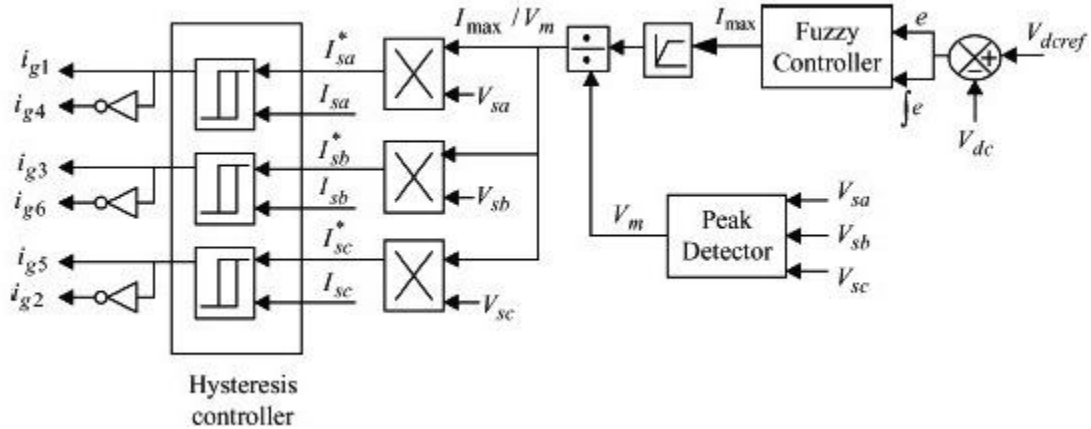 I_max / V_m
I_max
Fuzzy
Controller
e
∫e
+
−
V_dcref
V_dc
÷
i_g1
i_g4
I*_sa
I_sa
V_sa
i_g3
i_g6
I*_sb
I_sb
V_sb
i_g5
i_g2
I*_sc
I_sc
V_sc
V_m
Peak
Detector
V_sa
V_sb
V_sc
Hysteresis
controller